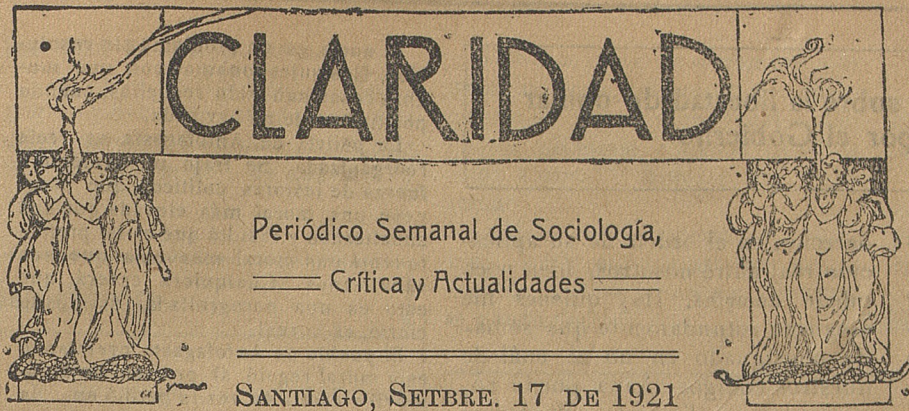 CLARIDAD
Periódico Semanal de Sociología,
Crítica y Actualidades
SANTIAGO, SETBRE. 17 DE 1921